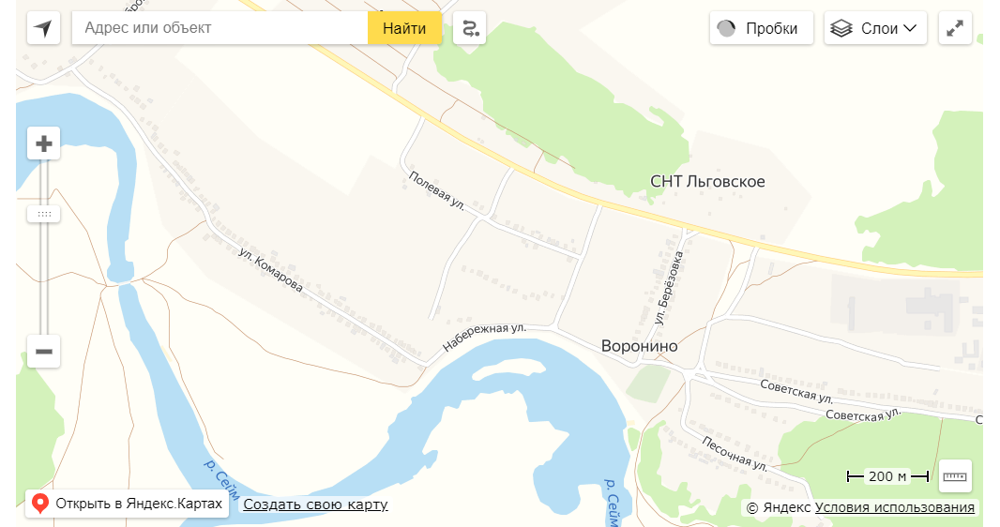 Адрес или объект
Найти
Пробки
Слои
СНТ Льговское
Полевая ул.
ул. Комарова
ул. Берёзовка
Набережная ул.
Воронино
Советская ул.
Советская ул.
Песочная ул.
р. Сейм
р. Сейм
200 м
Открыть в Яндекс.Картах
Создать свою карту
© Яндекс Условия использования